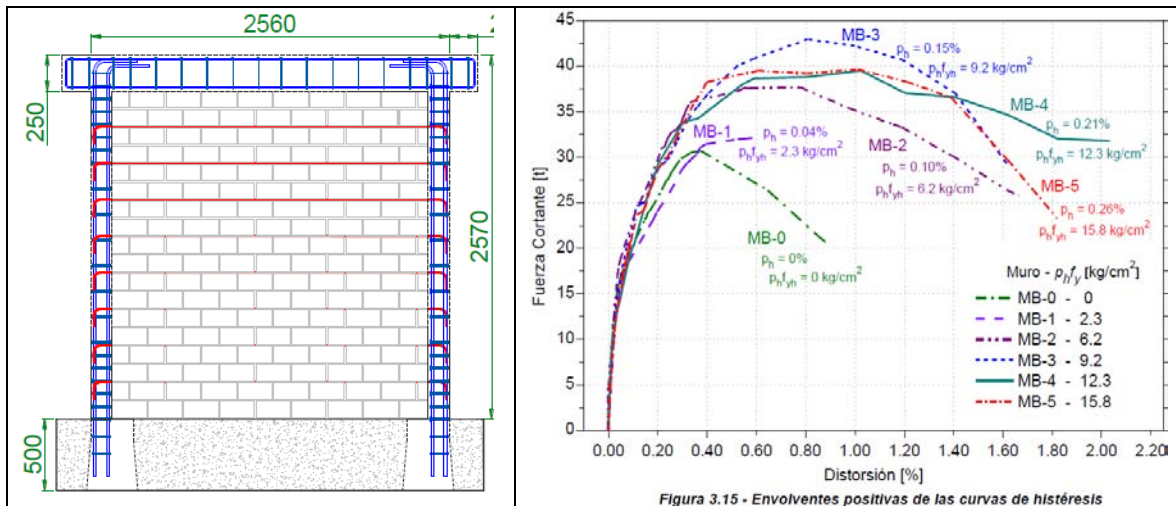 2560
250
2570
500
Fuerza Cortante [t]
45
40
35
30
25
20
15
10
5
0
MB-3
ph = 0.15%
phfyh = 9.2 kg/cm2
MB-4
ph = 0.21%
phfyh = 12.3 kg/cm2
MB-1
ph = 0.04%
phfyh = 2.3 kg/cm2
MB-2
ph = 0.10%
phfyh = 6.2 kg/cm2
MB-5
ph = 0.26%
phfyh = 15.8 kg/cm2
MB-0
ph = 0%
phfyh = 0 kg/cm2
Muro - phfy [kg/cm2]
MB-0 - 0
MB-1 - 2.3
MB-2 - 6.2
MB-3 - 9.2
MB-4 - 12.3
MB-5 - 15.8
0.00 0.20 0.40 0.60 0.80 1.00 1.20 1.40 1.60 1.80 2.00 2.20
Distorsión [%]
Figura 3.15 - Envolventes positivas de las curvas de histéresis